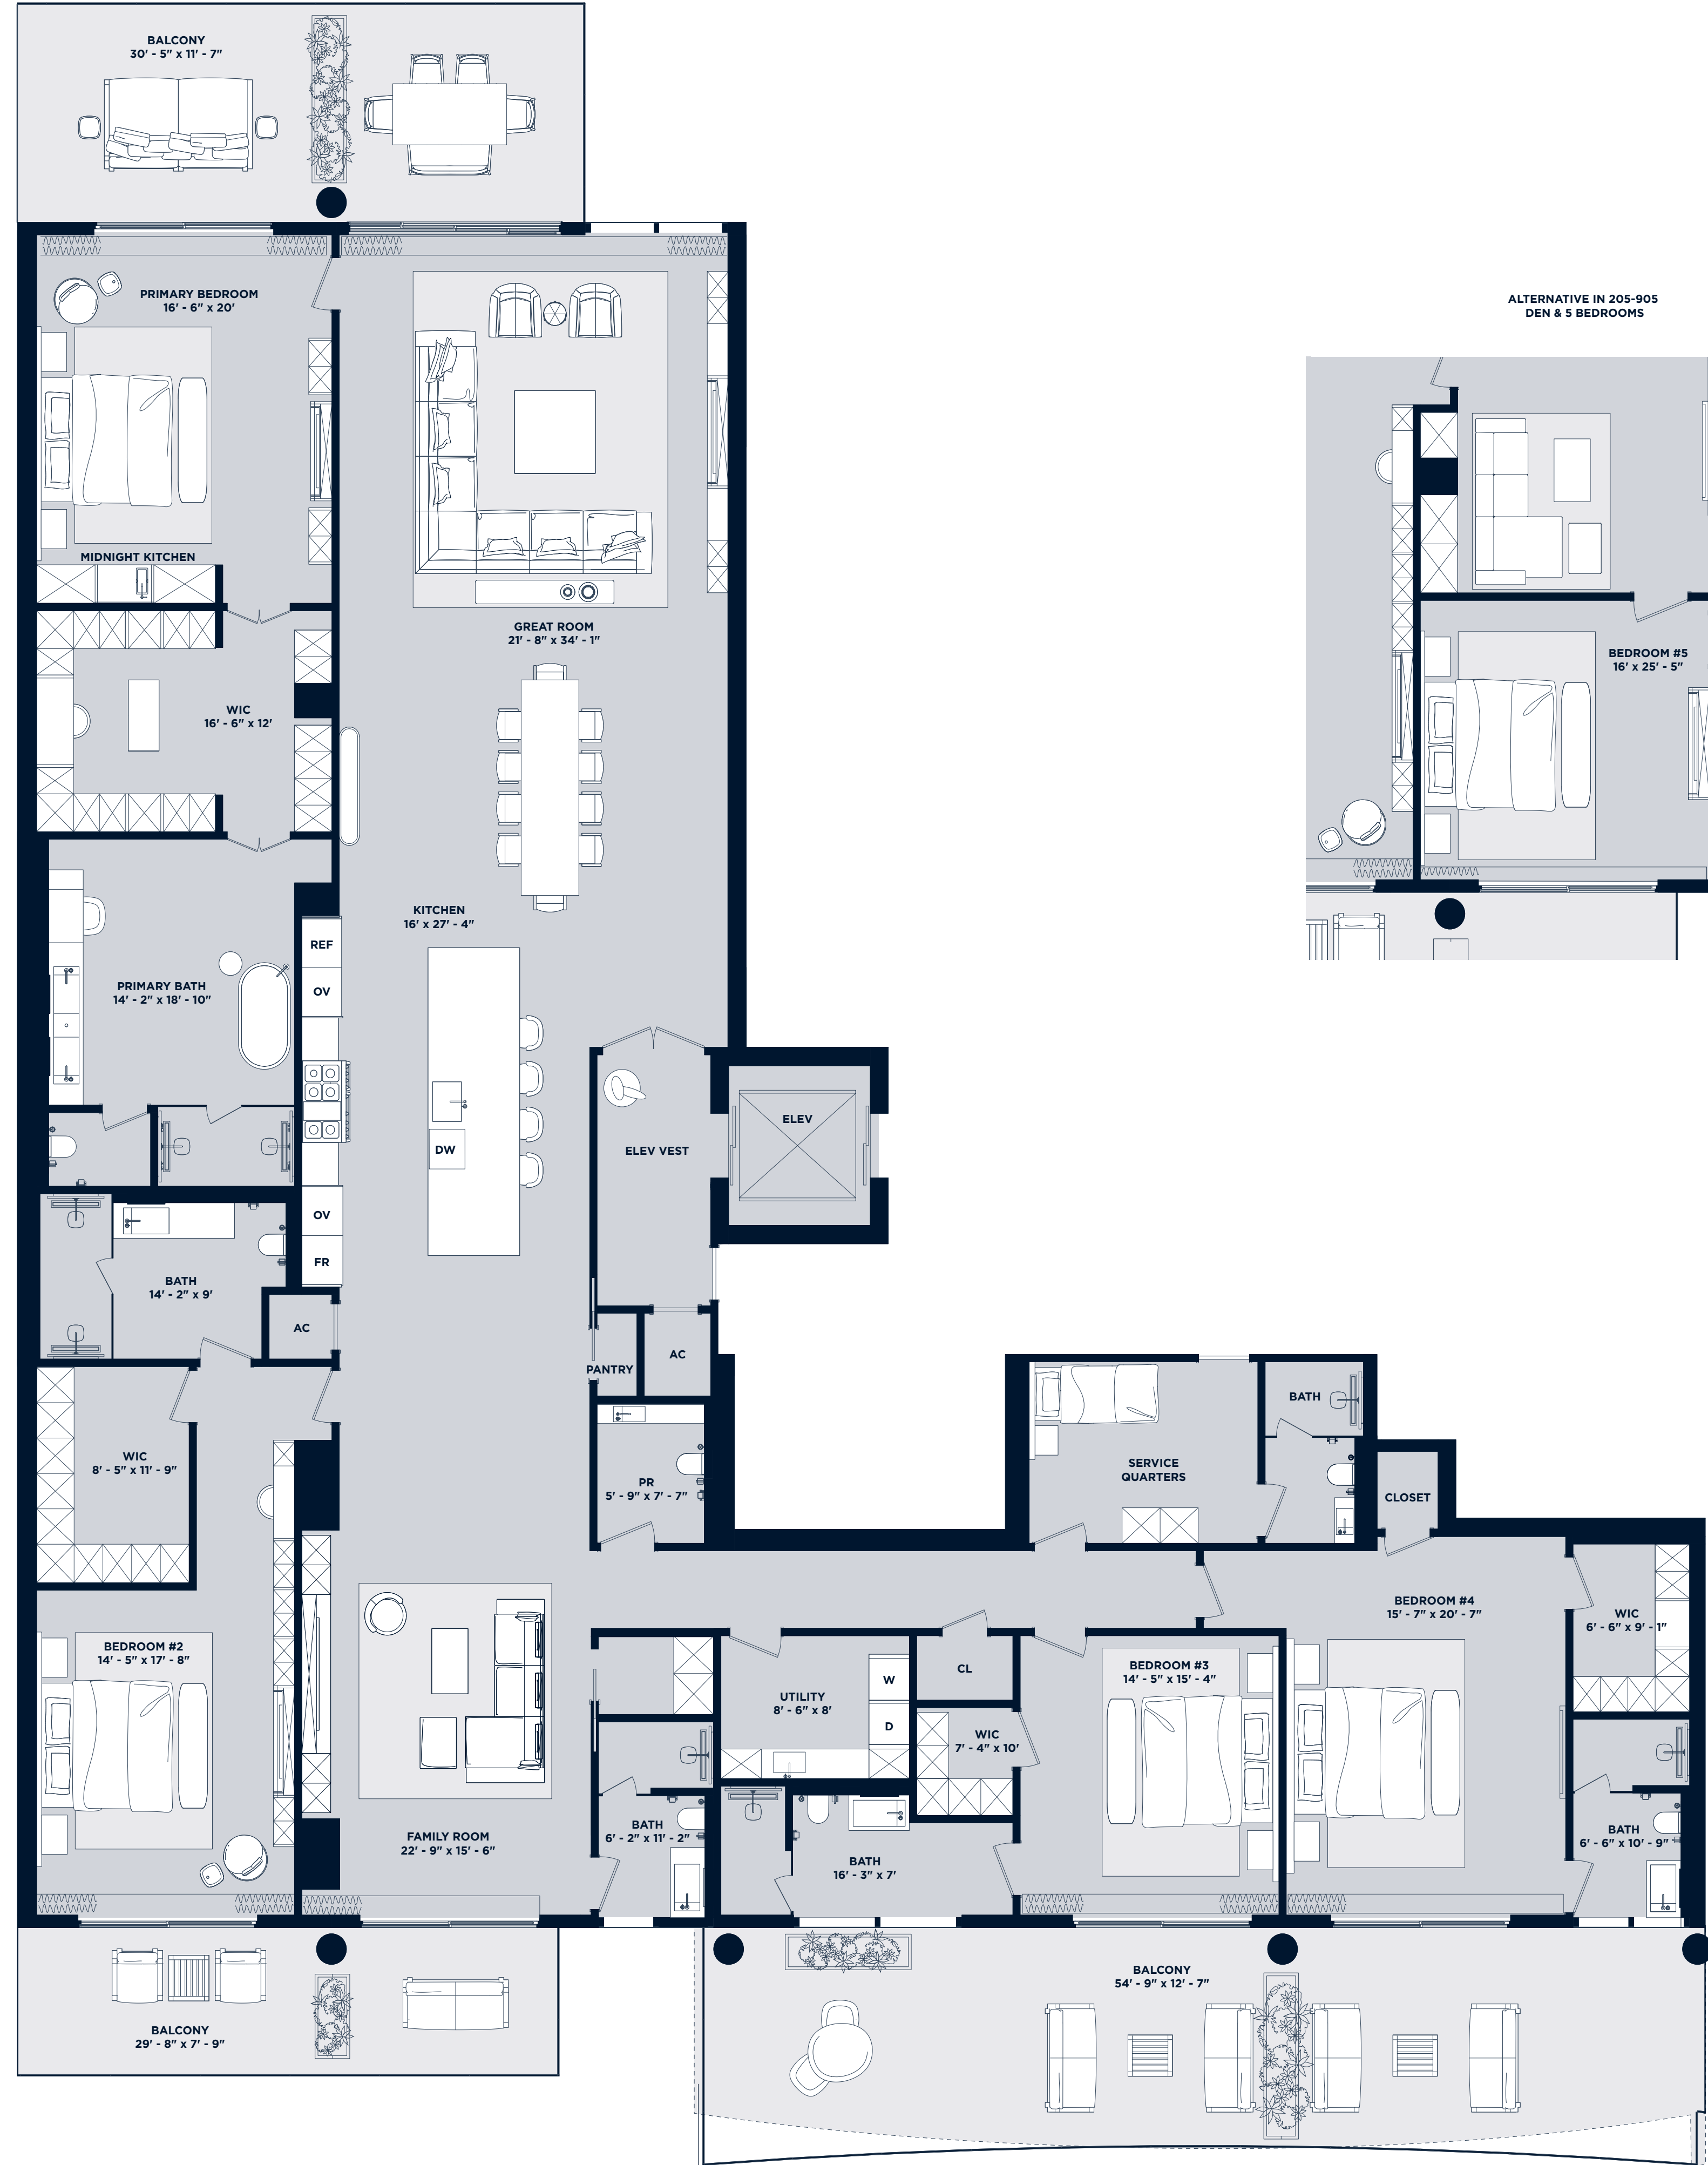 BALCONY
30' - 5" x 11' - 7"
PRIMARY BEDROOM
16' - 6" x 20'
ALTERNATIVE IN 205-905
DEN & 5 BEDROOMS
MIDNIGHT KITCHEN
GREAT ROOM
21' - 8" x 34' - 1"
BEDROOM #5
16' x 25' - 5"
WIC
16' - 6" x 12'
KITCHEN
16' x 27' - 4"
REF
OV
PRIMARY BATH
14' - 2" x 18' - 10"
ELEV
ELEV VEST
DW
OV
FR
BATH
14' - 2" x 9'
AC
AC
PANTRY
BATH
WIC
8' - 5" x 11' - 9"
PR
5' - 9" x 7' - 7"
SERVICE
QUARTERS
CLOSET
BEDROOM #4
15' - 7" x 20' - 7"
WIC
6' - 6" x 9' - 1"
BEDROOM #2
14' - 5" x 17' - 8"
CL
BEDROOM #3
14' - 5" x 15' - 4"
W
UTILITY
8' - 6" x 8'
D
WIC
7' - 4" x 10'
FAMILY ROOM
22' - 9" x 15' - 6"
BATH
6' - 2" x 11' - 2"
BATH
16' - 3" x 7'
BATH
6' - 6" x 10' - 9"
BALCONY
54' - 9" x 12' - 7"
BALCONY
29' - 8" x 7' - 9"